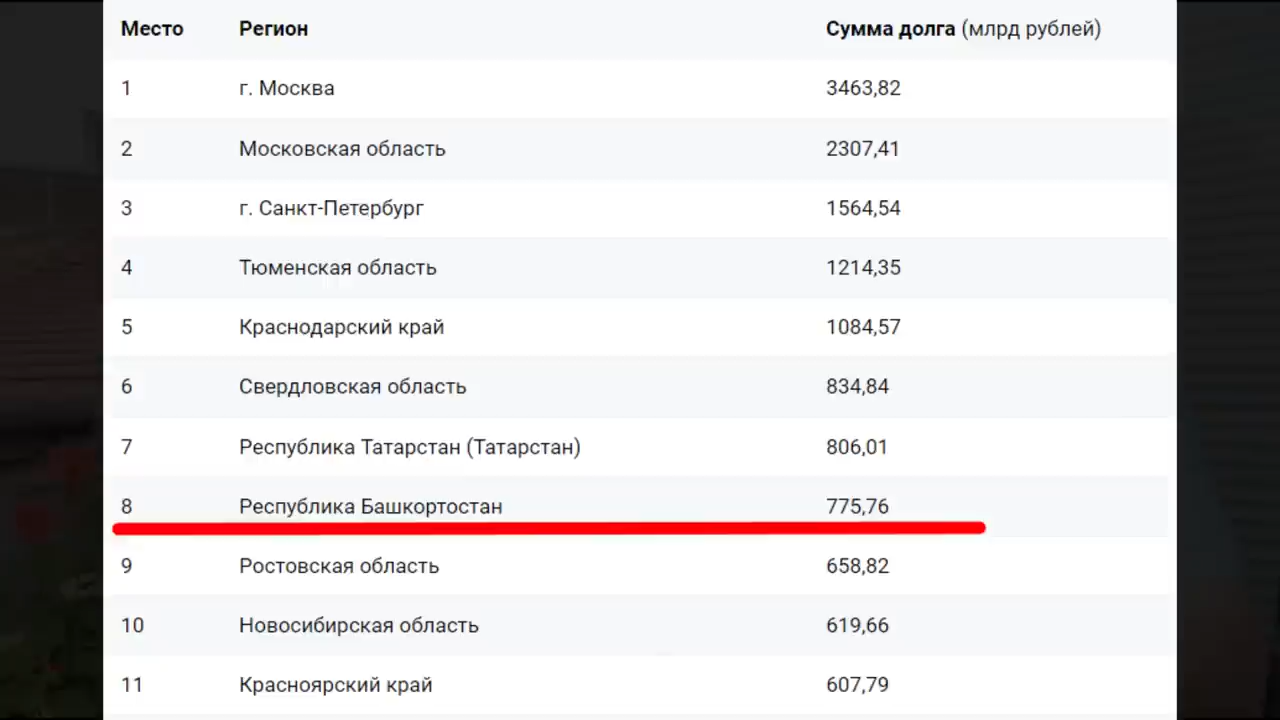 Место Регион Сумма долга (млрд рублей)
1 г. Москва 3463,82
2 Московская область 2307,41
3 г. Санкт-Петербург 1564,54
4 Тюменская область 1214,35
5 Краснодарский край 1084,57
6 Свердловская область 834,84
7 Республика Татарстан (Татарстан) 806,01
8 Республика Башкортостан 775,76
9 Ростовская область 658,82
10 Новосибирская область 619,66
11 Красноярский край 607,79